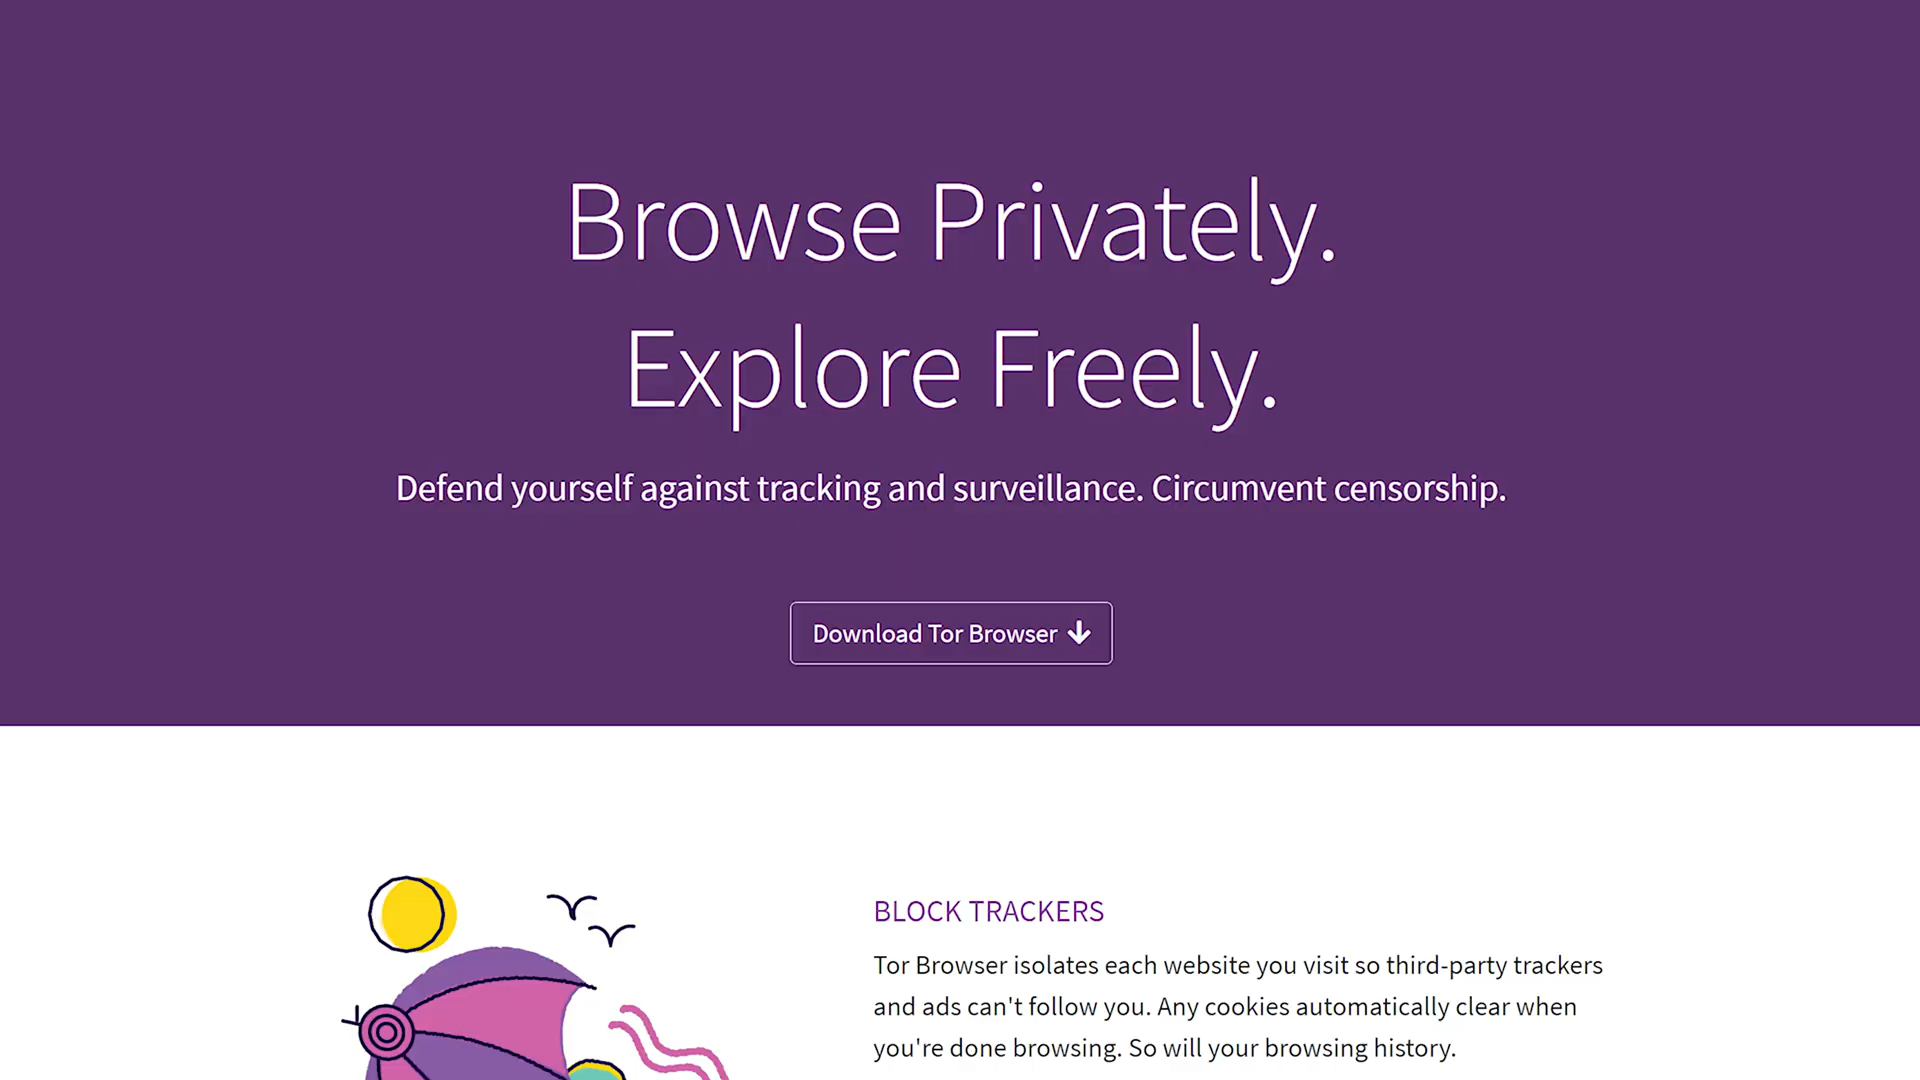 Browse Privately.
Explore Freely.
Defend yourself against tracking and surveillance. Circumvent censorship.
Download Tor Browser
BLOCK TRACKERS
Tor Browser isolates each website you visit so third-party trackers
and ads can't follow you. Any cookies automatically clear when
you're done browsing. So will your browsing history.